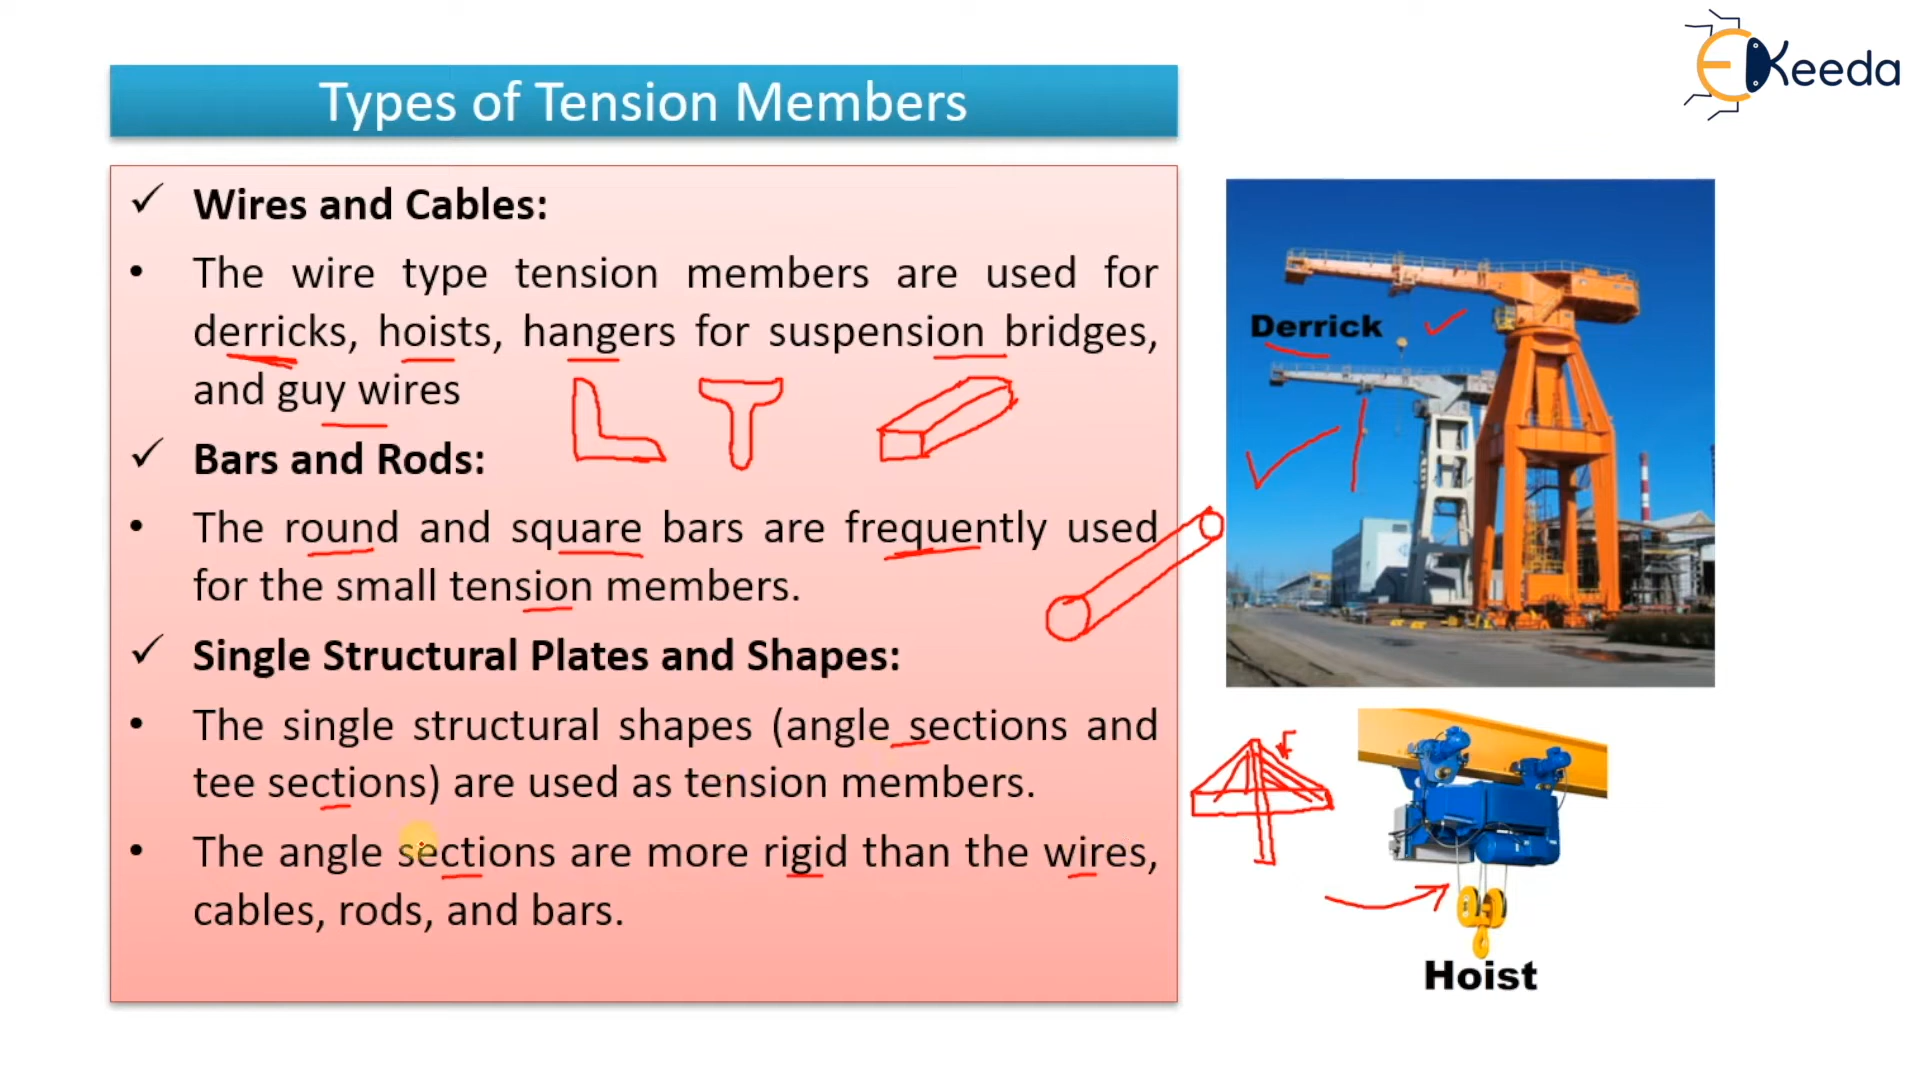 Keeda
Types of Tension Members
✓ Wires and Cables:
• The wire type tension members are used for
derricks, hoists, hangers for suspension bridges,
and guy wires
✓ Bars and Rods:
• The round and square bars are frequently used
for the small tension members.
✓ Single Structural Plates and Shapes:
• The single structural shapes (angle sections and
tee sections) are used as tension members.
• The angle sections are more rigid than the wires,
cables, rods, and bars.
Derrick
Hoist